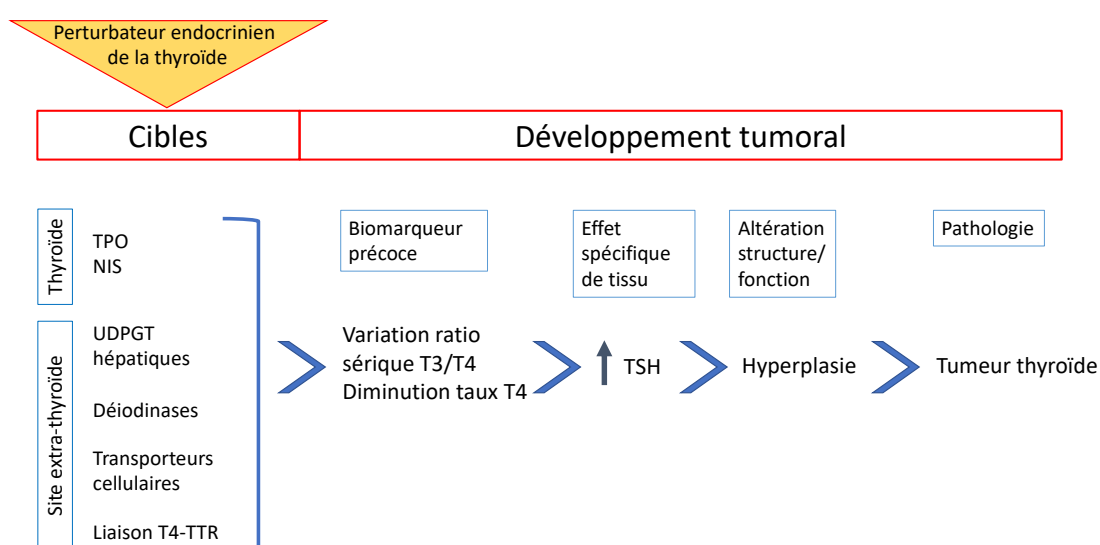 Perturbateur endocrinien
de la thyroïde
Cibles
Développement tumoral
Thyroïde
TPO
NIS
Biomarqueur
précoce
Effet
spécifique
de tissu
Altération
structure/
fonction
Pathologie
Site extra-thyroïde
UDPGT
hépatiques
Déiodinases
Transporteurs
cellulaires
Liaison T4-TTR
Variation ratio
sérique T3/T4
Diminution taux T4
TSH
Hyperplasie
Tumeur thyroïde